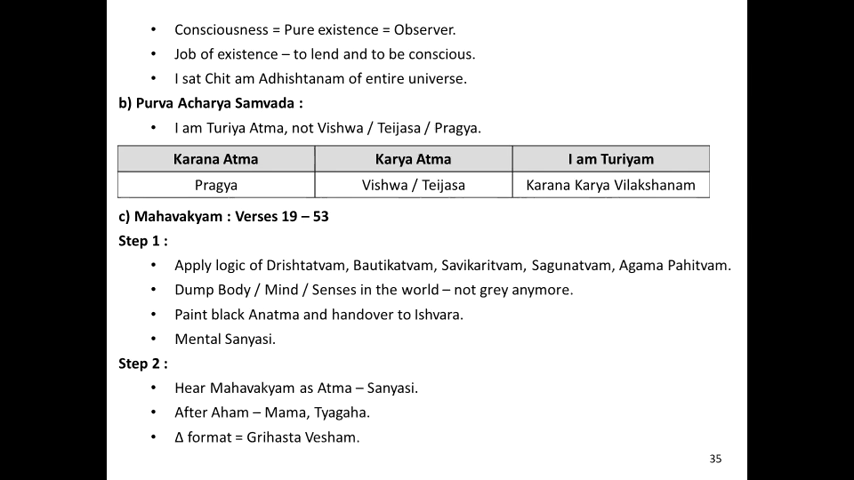 • Consciousness = Pure existence = Observer.
• Job of existence – to lend and to be conscious.
• I sat Chit am Adhishtanam of entire universe.
b) Purva Acharya Samvada :
• I am Turiya Atma, not Vishwa / Teijasa / Pragya.
Karana Atma Karya Atma I am Turiyam
Pragya Vishwa / Teijasa Karana Karya Vilakshanam
c) Mahavakyam : Verses 19 – 53
Step 1 :
• Apply logic of Drishtatvam, Bautikatvam, Savikaritvam, Sagunatvam, Agama Pahitvam.
• Dump Body / Mind / Senses in the world – not grey anymore.
• Paint black Anatma and handover to Ishvara.
• Mental Sanyasi.
Step 2 :
• Hear Mahavakyam as Atma – Sanyasi.
• After Aham – Mama, Tyagaha.
• Δ format = Grihasta Vesham.
35